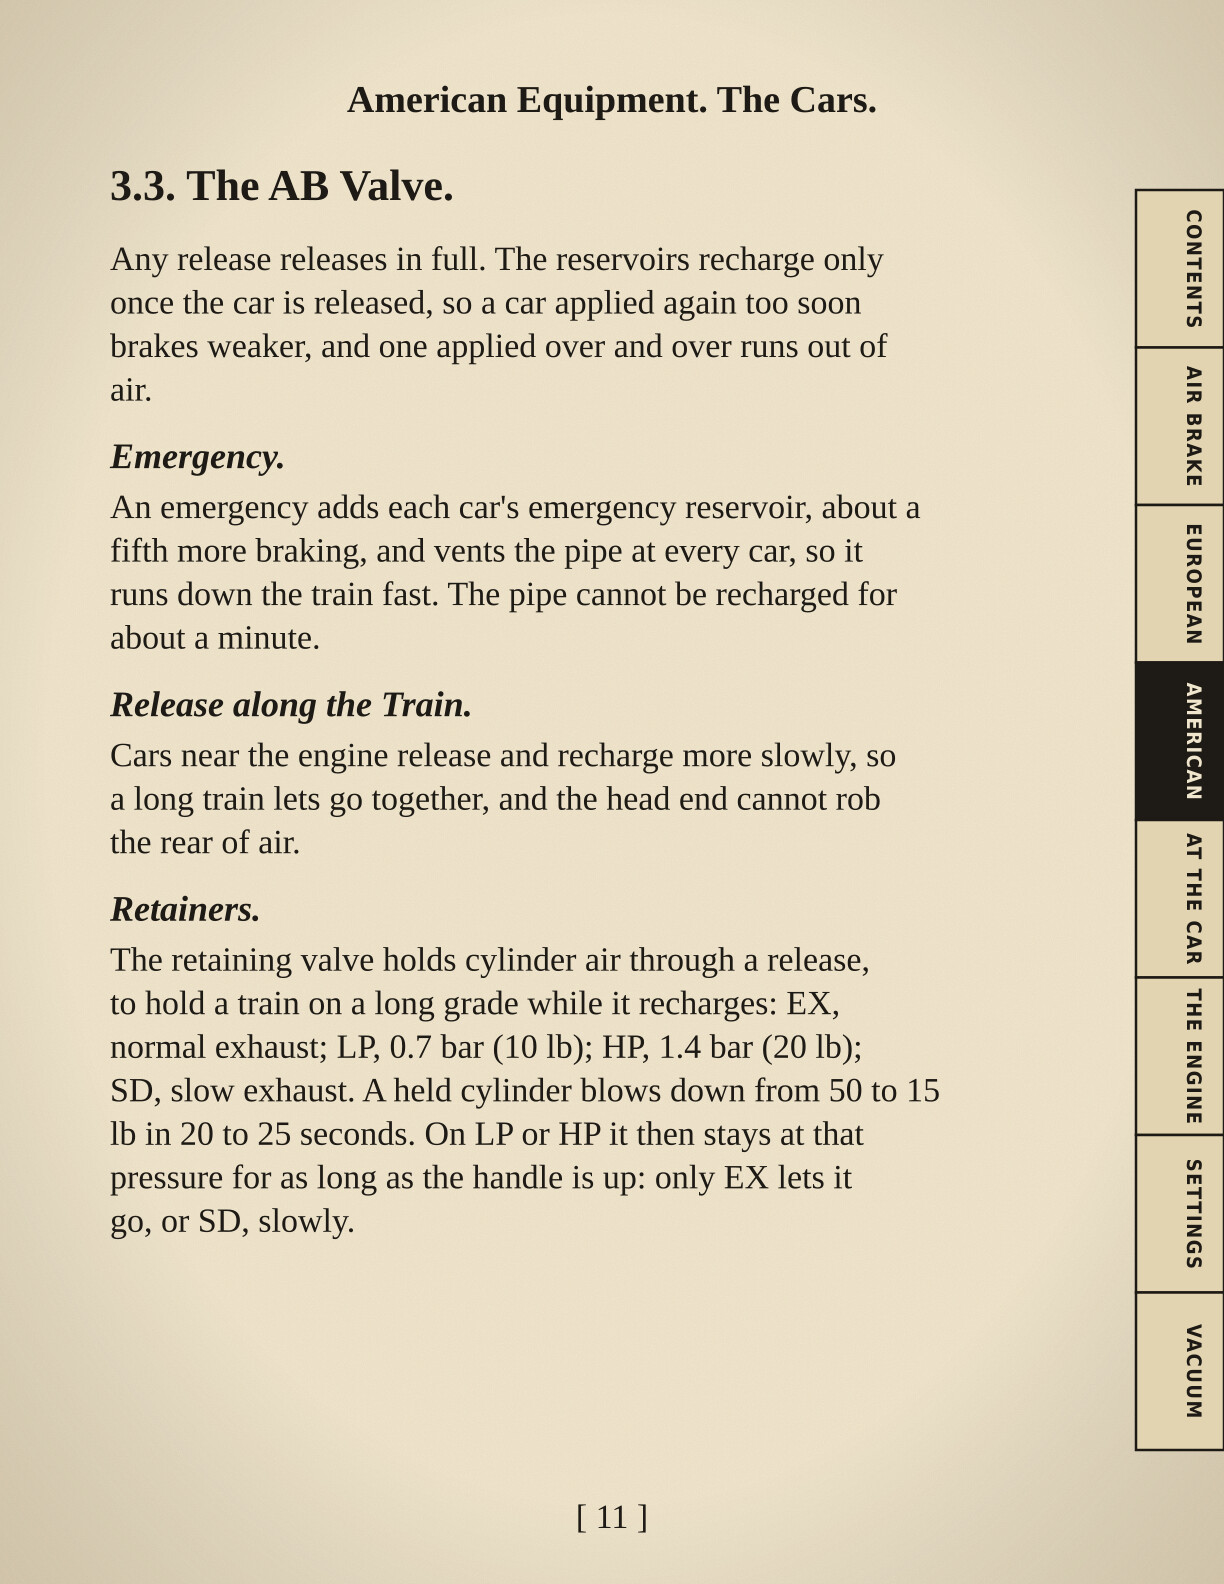 American Equipment. The Cars.
3.3. The AB Valve.
Any release releases in full. The reservoirs recharge only
once the car is released, so a car applied again too soon
brakes weaker, and one applied over and over runs out of
air.
Emergency.
An emergency adds each car's emergency reservoir, about a
fifth more braking, and vents the pipe at every car, so it
runs down the train fast. The pipe cannot be recharged for
about a minute.
Release along the Train.
Cars near the engine release and recharge more slowly, so
a long train lets go together, and the head end cannot rob
the rear of air.
Retainers.
The retaining valve holds cylinder air through a release,
to hold a train on a long grade while it recharges: EX,
normal exhaust; LP, 0.7 bar (10 lb); HP, 1.4 bar (20 lb);
SD, slow exhaust. A held cylinder blows down from 50 to 15
lb in 20 to 25 seconds. On LP or HP it then stays at that
pressure for as long as the handle is up: only EX lets it
go, or SD, slowly.
[ 11 ]
CONTENTS
AIR BRAKE
EUROPEAN
AMERICAN
AT THE CAR
THE ENGINE
SETTINGS
VACUUM